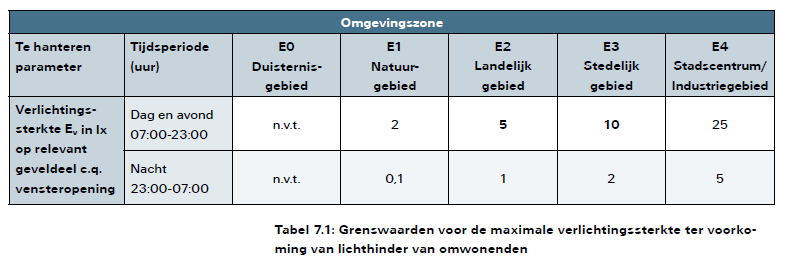 Omgevingszone
Te hanteren
parameter
Tijdsperiode
(uur)
E0
Duisternis-
gebied
E1
Natuur-
gebied
E2
Landelijk
gebied
E3
Stedelijk
gebied
E4
Stadscentrum/
Industriegebied
Verlichtings-
sterkte Ev in lx
op relevant
geveldeel c.q.
vensteropening
Dag en avond
07:00-23:00
n.v.t.
2
5
10
25
Nacht
23:00-07:00
n.v.t.
0,1
1
2
5
Tabel 7.1: Grenswaarden voor de maximale verlichtingssterkte ter voorko-
ming van lichthinder van omwonenden